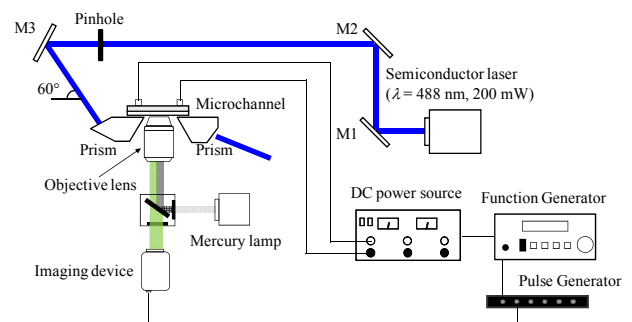 M3
Pinhole
M2
Semiconductor laser
(λ = 488 nm, 200 mW)
60°
Microchannel
M1
Prism
Prism
Objective lens
DC power source
Function Generator
Mercury lamp
Imaging device
Pulse Generator